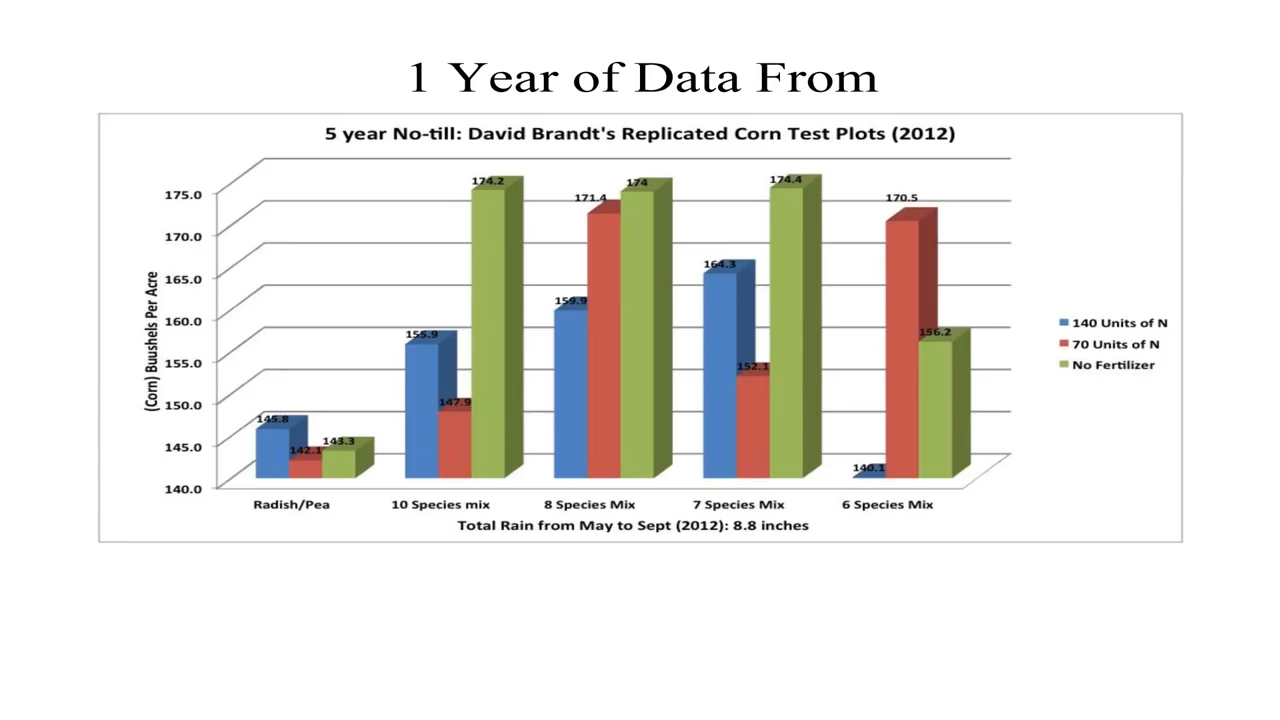 1 Year of Data From
5 year No-till: David Brandt's Replicated Corn Test Plots (2012)
(Corn) Buushels Per Acre
175.0
170.0
165.0
160.0
155.0
150.0
145.0
140.0
145.8
142.1
143.3
155.9
147.9
174.2
159.9
171.4
174
164.3
152.1
174.4
140.1
170.5
156.2
Radish/Pea
10 Species mix
8 Species Mix
7 Species Mix
6 Species Mix
Total Rain from May to Sept (2012): 8.8 inches
140 Units of N
70 Units of N
No Fertilizer